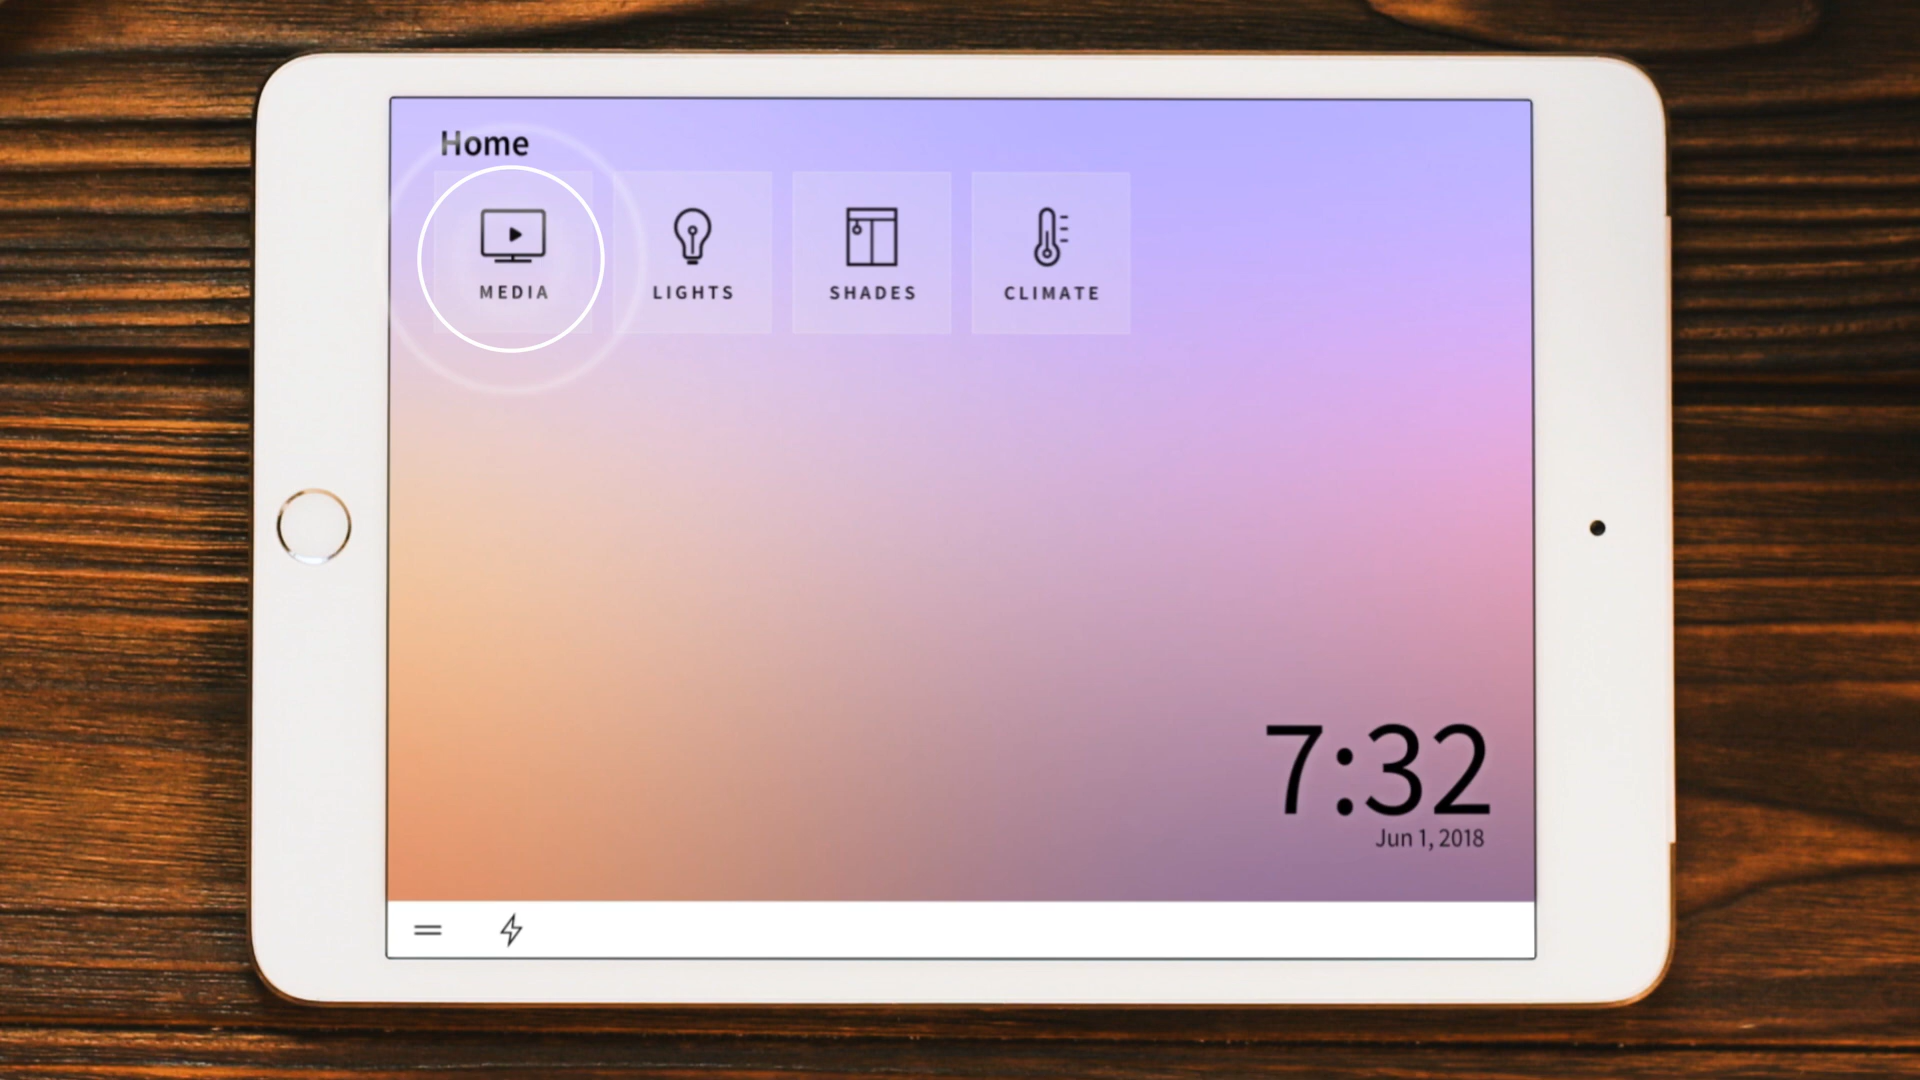 Home
MEDIA
LIGHTS
SHADES
CLIMATE
7:32
Jun 1, 2018